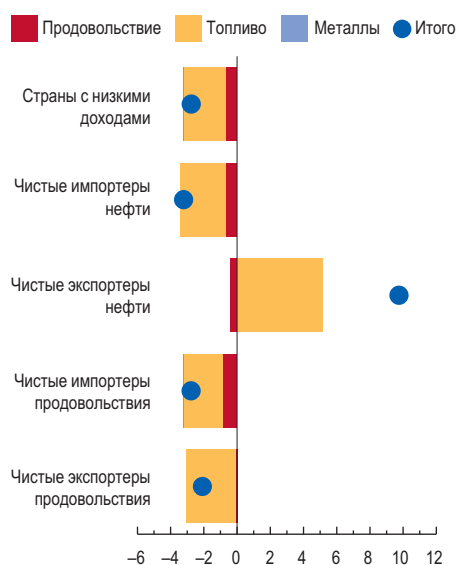 Продовольствие Топливо Металлы Итого
Страны с низкими
доходами
Чистые импортеры
нефти
Чистые экспортеры
нефти
Чистые импортеры
продовольствия
Чистые экспортеры
продовольствия
–6 –4 –2 0 2 4 6 8 10 12